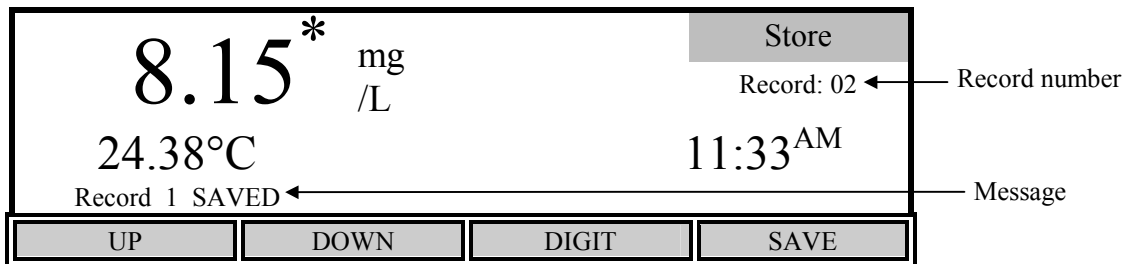 8.15* mg
/L
Store
Record: 02
Record number
24.38°C
11:33AM
Record 1 SAVED
Message
UP DOWN DIGIT SAVE